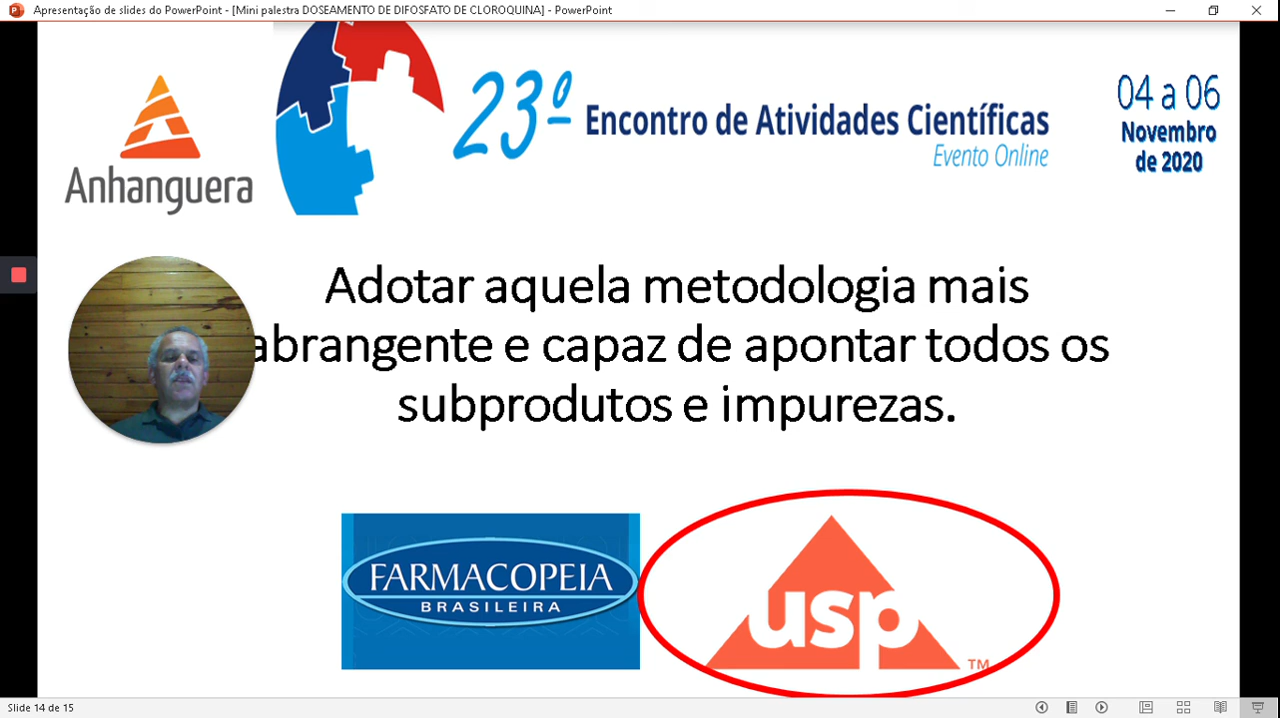 Apresentação de slides do PowerPoint - [Mini palestra DOSEAMENTO DE DIFOSFATO DE CLOROQUINA] - PowerPoint
Anhanguera
23º Encontro de Atividades Científicas
Evento Online
04 a 06
Novembro
de 2020
Adotar aquela metodologia mais
abrangente e capaz de apontar todos os
subprodutos e impurezas.
FARMACOPEIA
BRASILEIRA
usp
TM
Slide 14 de 15